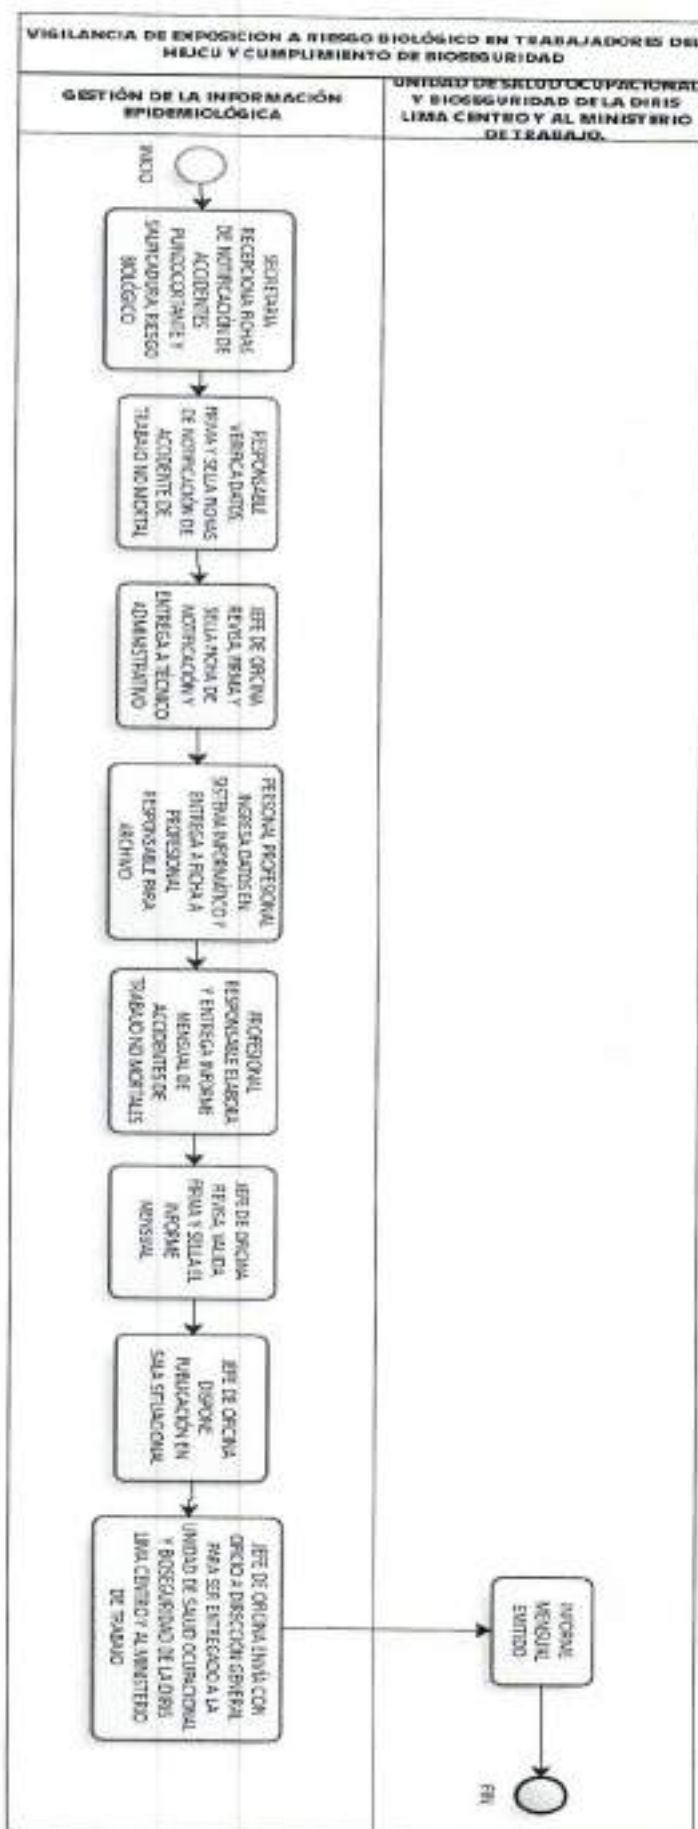 VIGILANCIA DE EXPOSICION A RIESGO BIOLÓGICO EN TRABAJADORES DEL
HEJCU Y CUMPLIMIENTO DE BIOSEGURIDAD
GESTIÓN DE LA INFORMACIÓN
EPIDEMIOLÓGICA
UNIDAD DE SALUD OCUPACIONAL
Y BIOSEGURIDAD DE LA DIRIS
LIMA CENTRO Y AL MINISTERIO
DE TRABAJO.
INICIO
SECRETARIA
RECEPCIONA FICHAS
DE NOTIFICACIÓN DE
ACCIDENTES
PUNZOCORTANTE Y
SALPICADURA, RIESGO
BIOLÓGICO
RESPONSABLE
VERIFICA DATOS,
FIRMA Y SELLA FICHAS
DE NOTIFICACIÓN DE
ACCIDENTE DE
TRABAJO NO MORTAL
JEFE DE OFICINA
REVISA, FIRMA Y
SELLA FICHA DE
NOTIFICACIÓN Y
ENTREGA A TÉCNICO
ADMINISTRATIVO
PERSONAL PROFESIONAL
INGRESA DATOS EN
SISTEMA INFORMÁTICO Y
ENTREGA A FICHA A
PROFESIONAL
RESPONSABLE PARA
ARCHIVO
PROFESIONAL
RESPONSABLE ELABORA
Y ENTREGA INFORME
MENSUAL DE
ACCIDENTES DE
TRABAJO NO MORTALES
JEFE DE OFICINA
REVISA, VALIDA
FIRMA Y SELLA EL
INFORME
MENSUAL
JEFE DE OFICINA
DISPONE
PUBLICACIÓN EN
SALA SITUACIONAL
JEFE DE OFICINA ENVÍA CON
OFICIO A DIRECCIÓN GENERAL
PARA SER ENTREGADO A LA
UNIDAD DE SALUD OCUPACIONAL
Y BIOSEGURIDAD DE LA DIRIS
LIMA CENTRO Y AL MINISTERIO
DE TRABAJO
INFORME
MENSUAL
EMITIDO
FIN